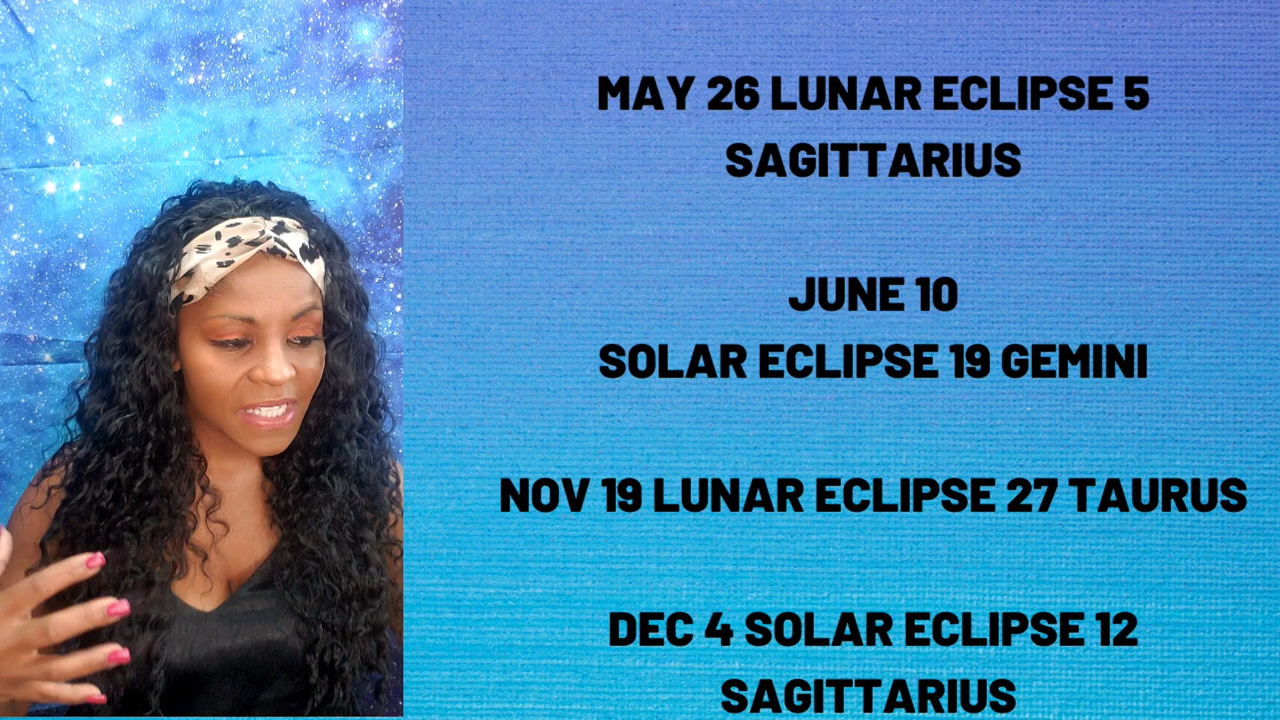 MAY 26 LUNAR ECLIPSE 5
SAGITTARIUS
JUNE 10
SOLAR ECLIPSE 19 GEMINI
NOV 19 LUNAR ECLIPSE 27 TAURUS
DEC 4 SOLAR ECLIPSE 12
SAGITTARIUS